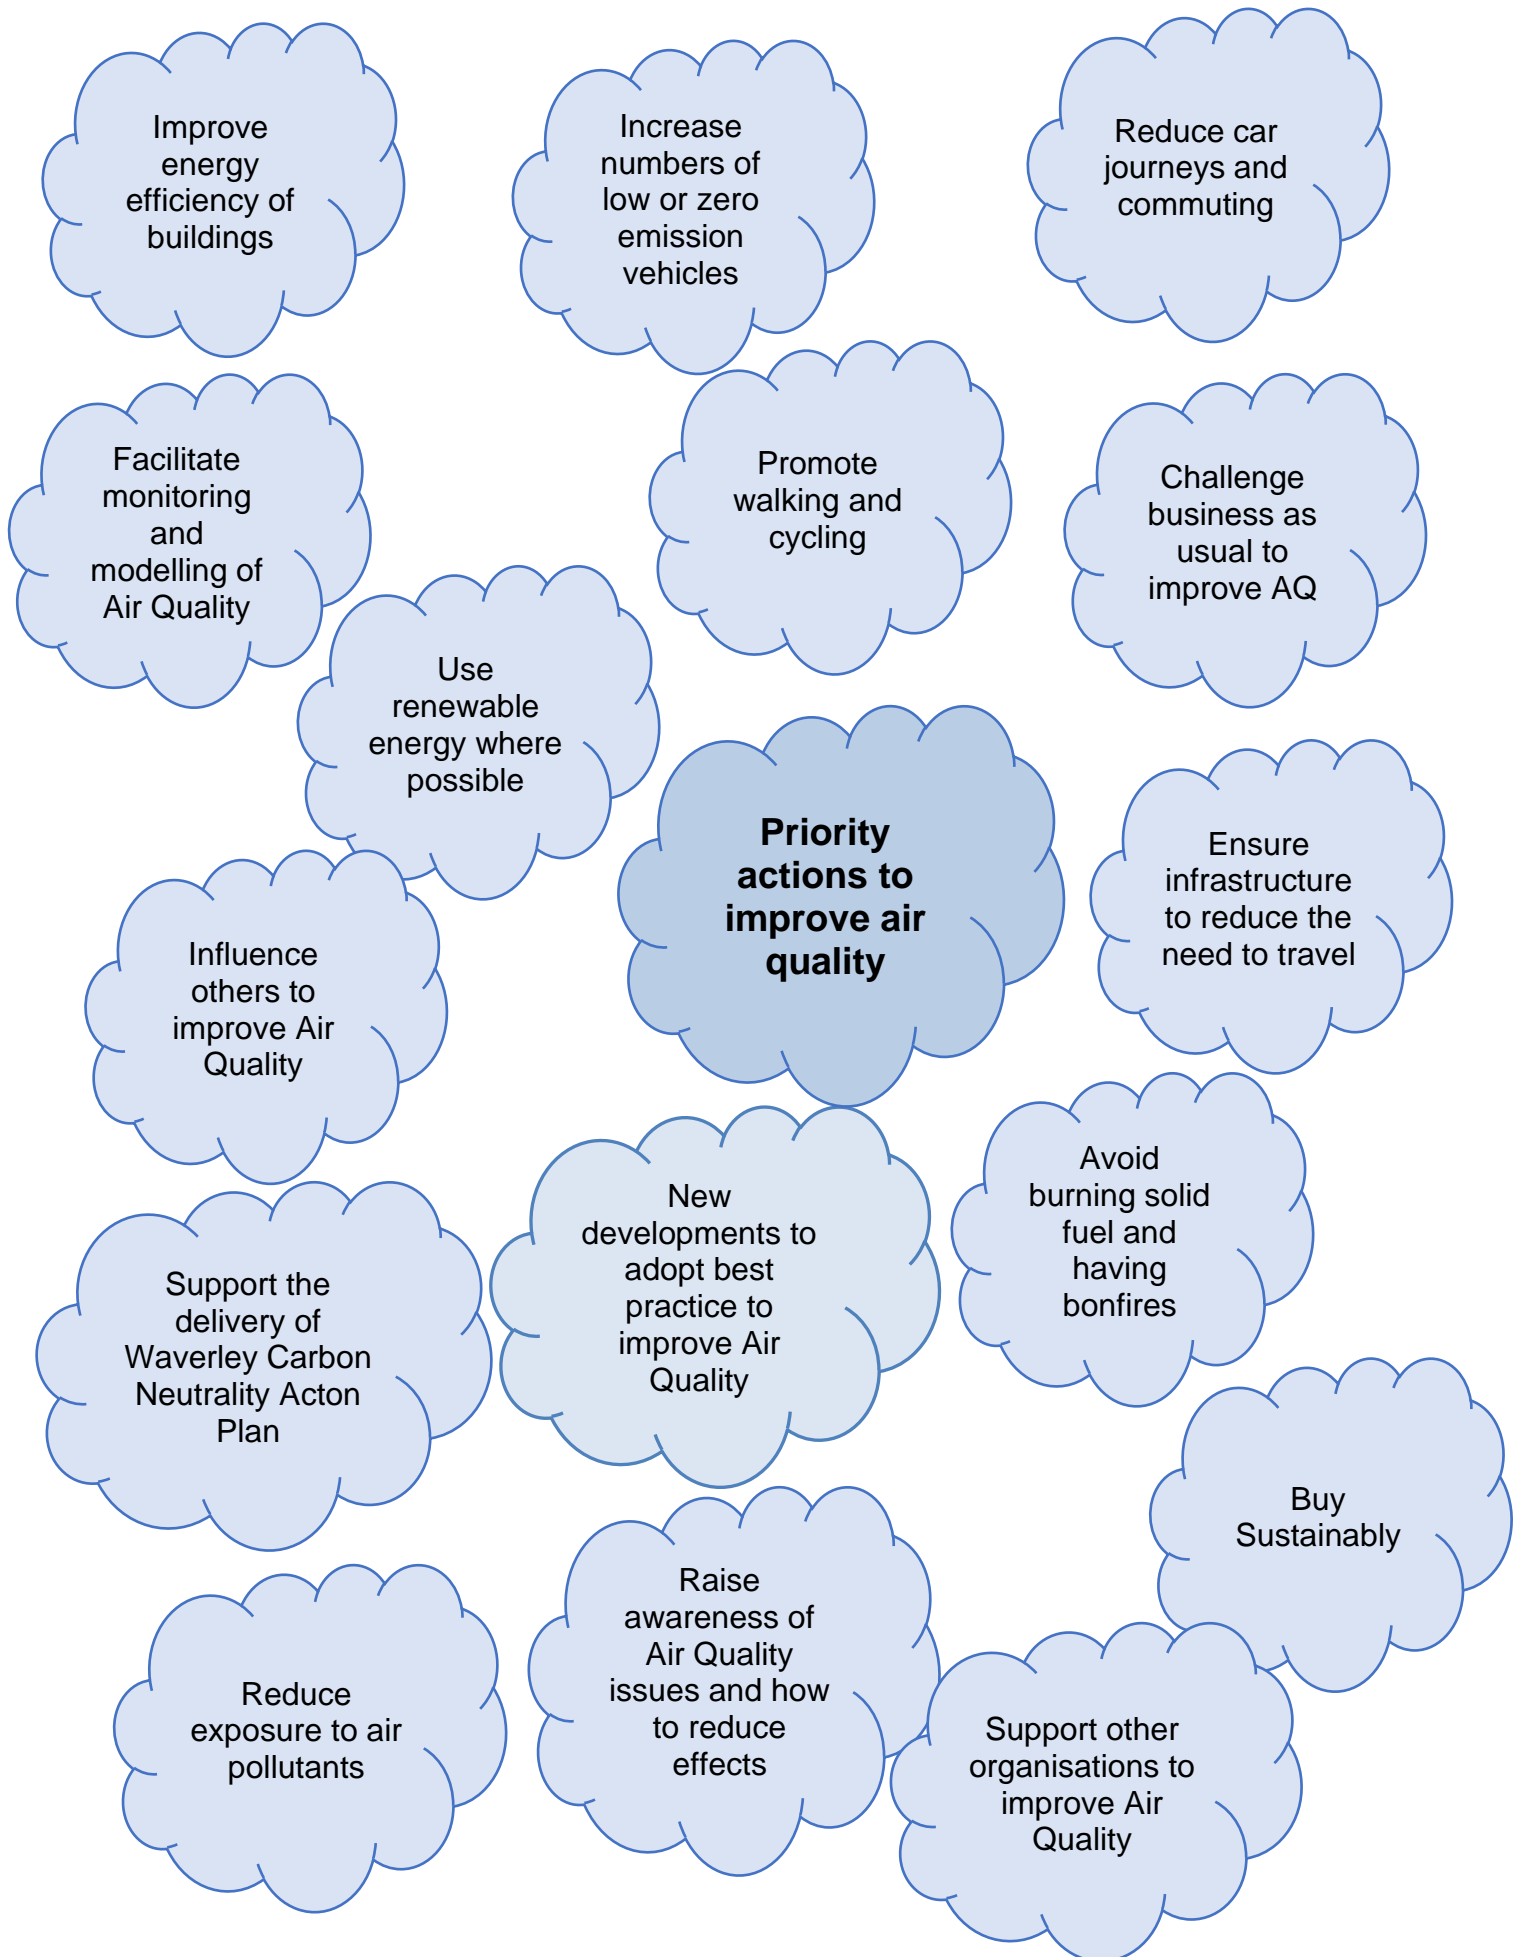 Improve
energy
efficiency of
buildings
Increase
numbers of
low or zero
emission
vehicles
Reduce car
journeys and
commuting
Facilitate
monitoring
and
modelling of
Air Quality
Promote
walking and
cycling
Challenge
business as
usual to
improve AQ
Use
renewable
energy where
possible
Priority
actions to
improve air
quality
Ensure
infrastructure
to reduce the
need to travel
Influence
others to
improve Air
Quality
New
developments to
adopt best
practice to
improve Air
Quality
Avoid
burning solid
fuel and
having
bonfires
Support the
delivery of
Waverley Carbon
Neutrality Acton
Plan
Buy
Sustainably
Raise
awareness of
Air Quality
issues and how
to reduce
effects
Reduce
exposure to air
pollutants
Support other
organisations to
improve Air
Quality